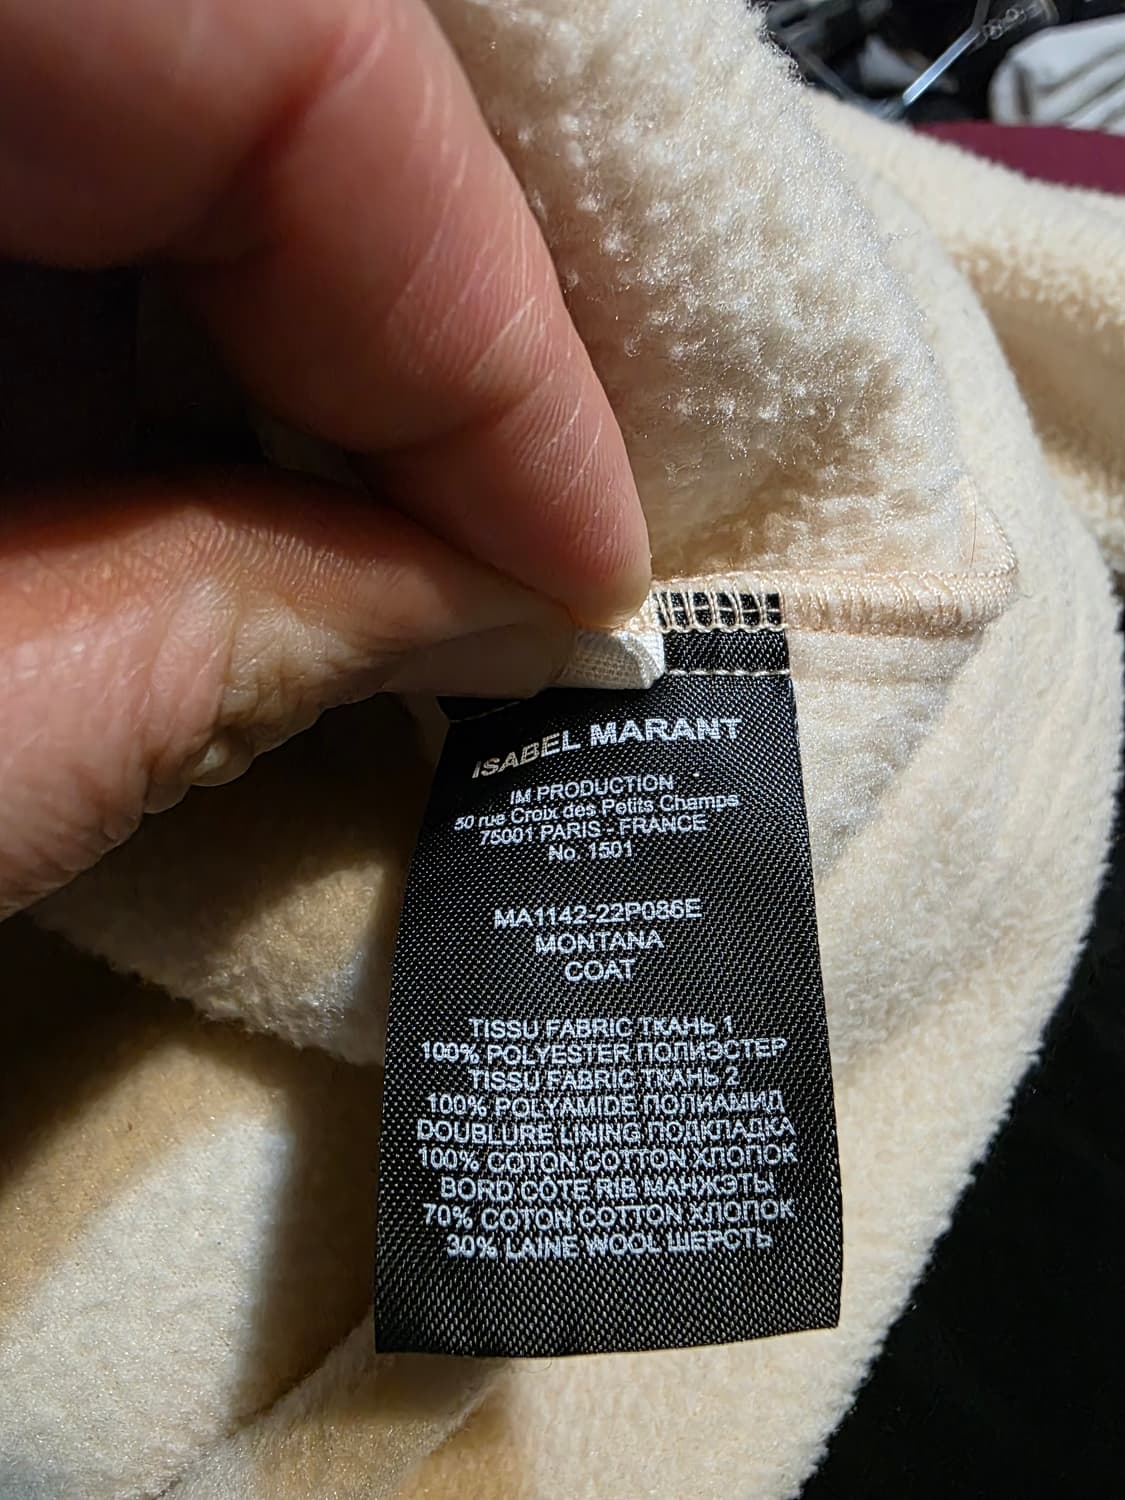 ISABEL MARANT
IM PRODUCTION
50 rue Croix des Petits Champs
75001 PARIS - FRANCE
No. 1501
MA1142-22P086E
MONTANA
COAT
TISSU FABRIC ТКАНЬ 1
100% POLYESTER ПОЛИЭСТЕР
TISSU FABRIC ТКАНЬ 2
100% POLYAMIDE ПОЛИАМИД
DOUBLURE LINING ПОДКЛАДКА
100% COTON COTTON ХЛОПОК
BORD CÔTE RIB МАНЖЭТЫ
70% COTON COTTON ХЛОПОК
30% LAINE WOOL ШЕРСТЬ